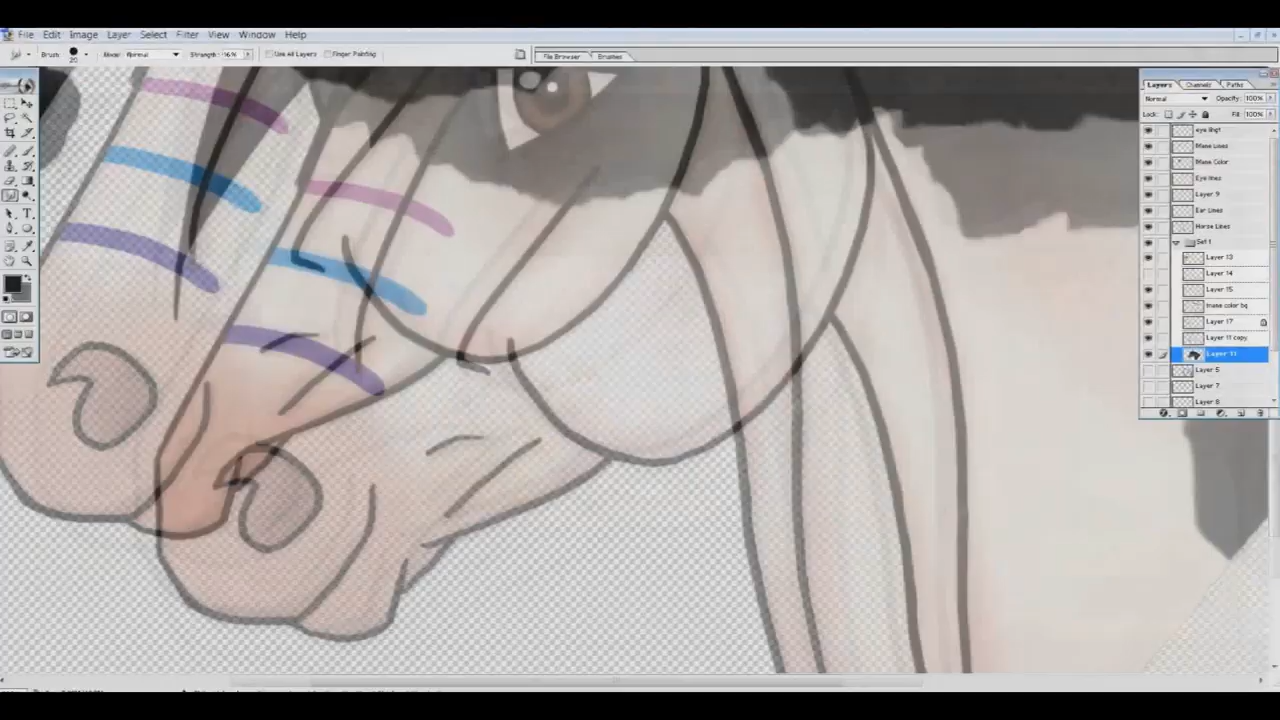 File Edit Image Layer Select Filter View Window Help
Brush: Mode: Normal Strength: 96% Use All Layers Finger Painting File Browser Brushes
20
Layers Channels Paths
Normal Opacity: 100%
Lock: Fill: 100%
Mane Lines
Mane Color
Eye lines
Layer 9
Ear Lines
Horse Lines
Set 1
Layer 13
Layer 14
Layer 15
mane color bg
Layer 17
Layer 11 copy
Layer 11
Layer 5
Layer 7
Layer 8